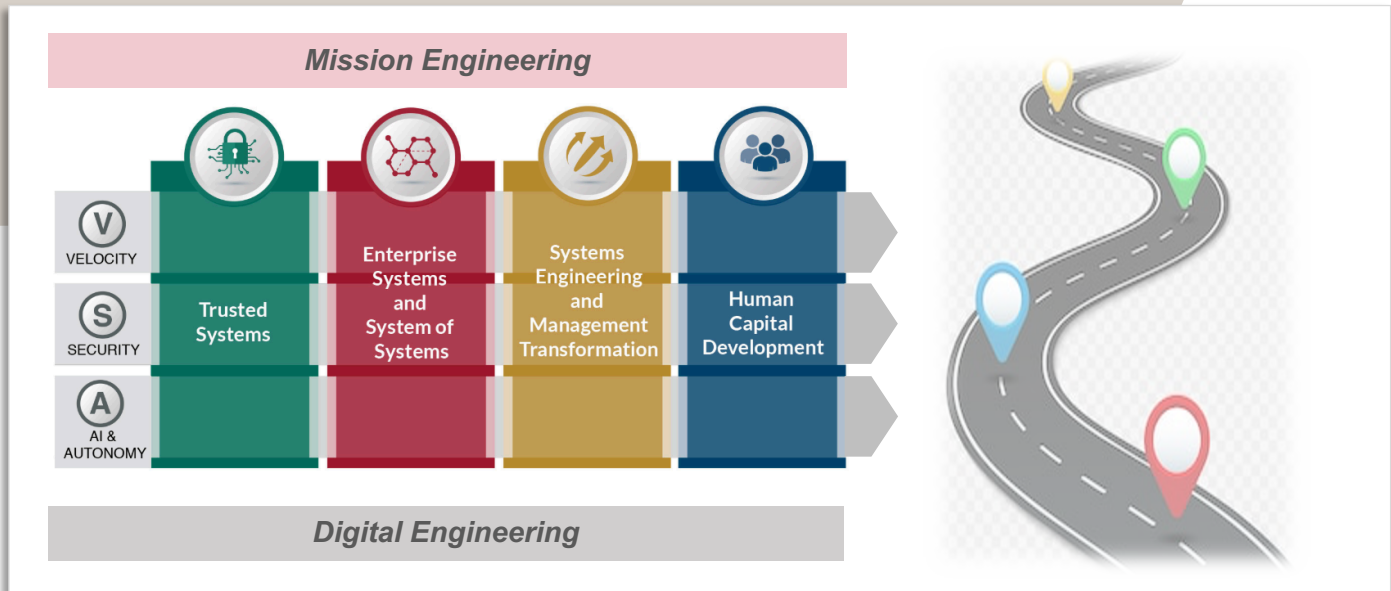 Mission Engineering
V
VELOCITY
S
SECURITY
A
AI &
AUTONOMY
Trusted
Systems
Enterprise
Systems
and
System of
Systems
Systems
Engineering
and
Management
Transformation
Human
Capital
Development
Digital Engineering